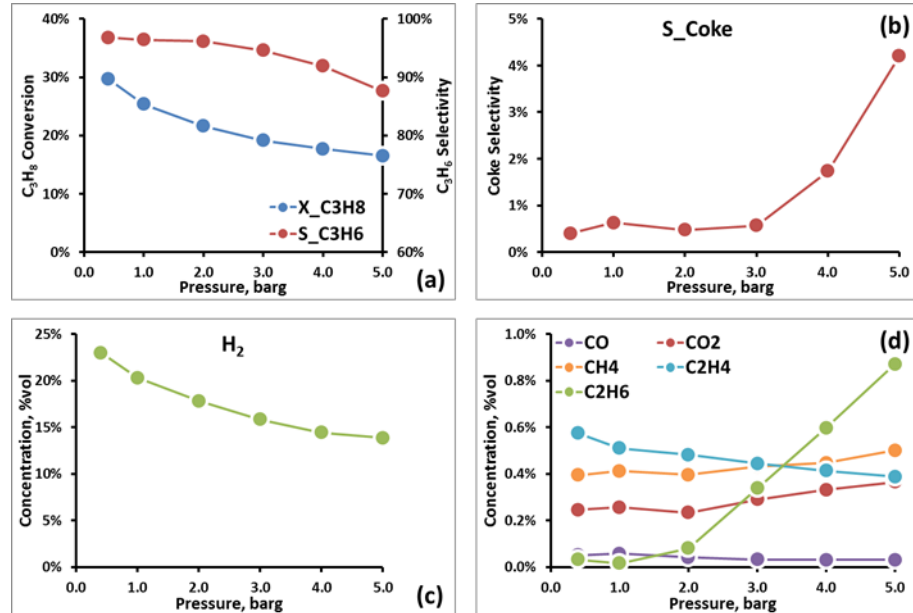 40%
30%
20%
10%
0%
100%
90%
80%
70%
60%
C₃H₈ Conversion
C₃H₆ Selectivity
X_C3H8
S_C3H6
0.0 1.0 2.0 3.0 4.0 5.0
Pressure, barg
(a)
S_Coke
(b)
5%
4%
3%
2%
1%
0%
Coke Selectivity
0.0 1.0 2.0 3.0 4.0 5.0
Pressure, barg
H₂
25%
20%
15%
10%
5%
0%
Concentration, %vol
0.0 1.0 2.0 3.0 4.0 5.0
Pressure, barg
(c)
(d)
CO CO2
CH4 C2H4
C2H6
1.0%
0.8%
0.6%
0.4%
0.2%
0.0%
Concentration, %vol
0.0 1.0 2.0 3.0 4.0 5.0
Pressure, barg